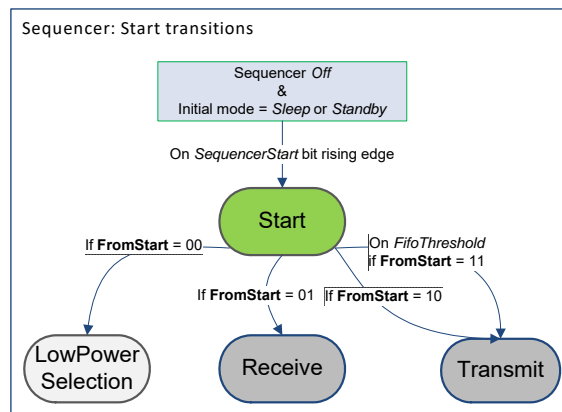 Sequencer: Start transitions
Sequencer Off
&
Initial mode = Sleep or Standby
On SequencerStart bit rising edge
Start
If FromStart = 00
On FifoThreshold
if FromStart = 11
If FromStart = 01
If FromStart = 10
LowPower
Selection
Receive
Transmit